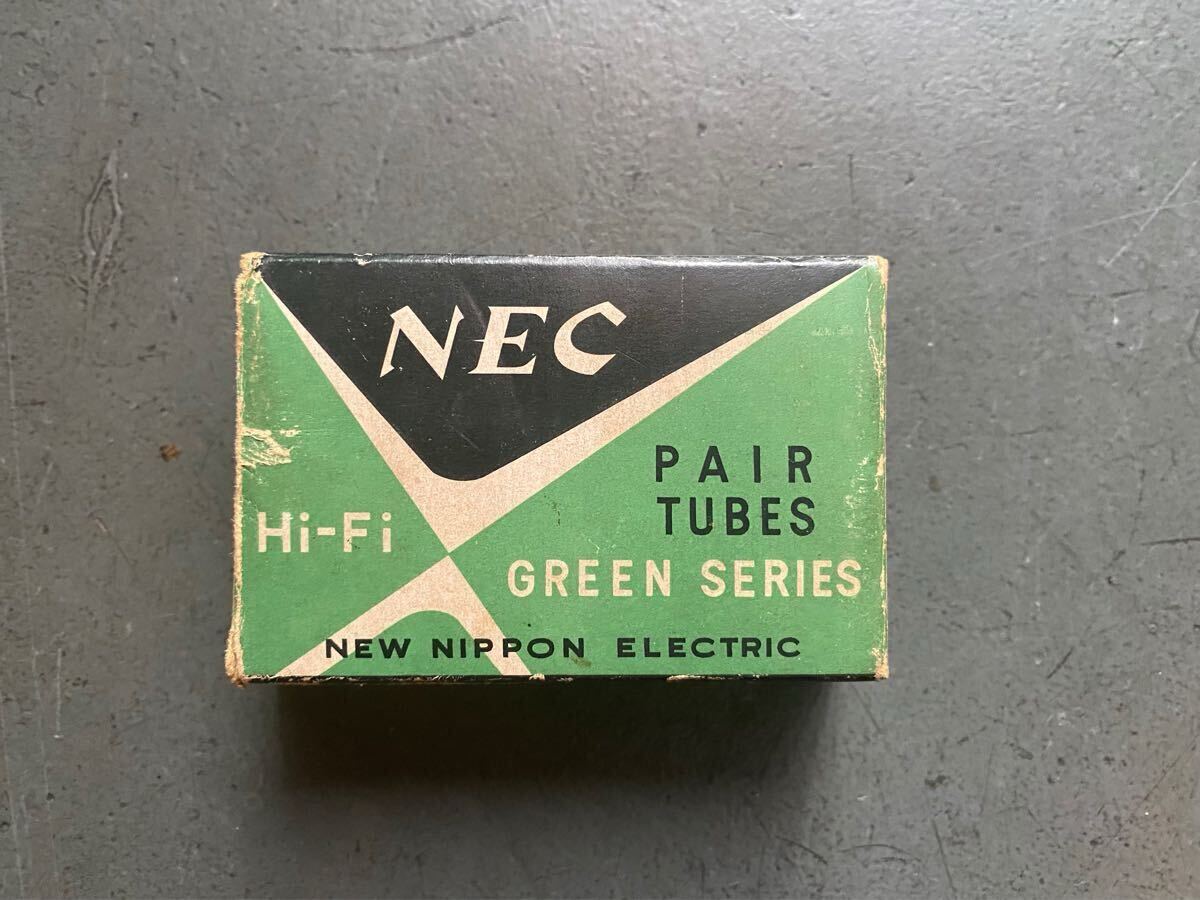 NEC
PAIR
TUBES
Hi-Fi
GREEN SERIES
NEW NIPPON ELECTRIC